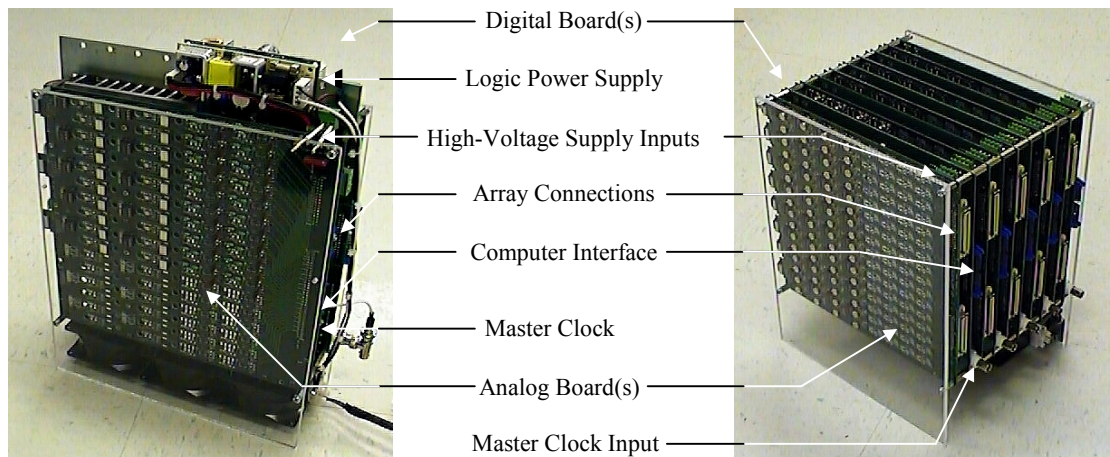 Digital Board(s)
Logic Power Supply
High-Voltage Supply Inputs
Array Connections
Computer Interface
Master Clock
Analog Board(s)
Master Clock Input